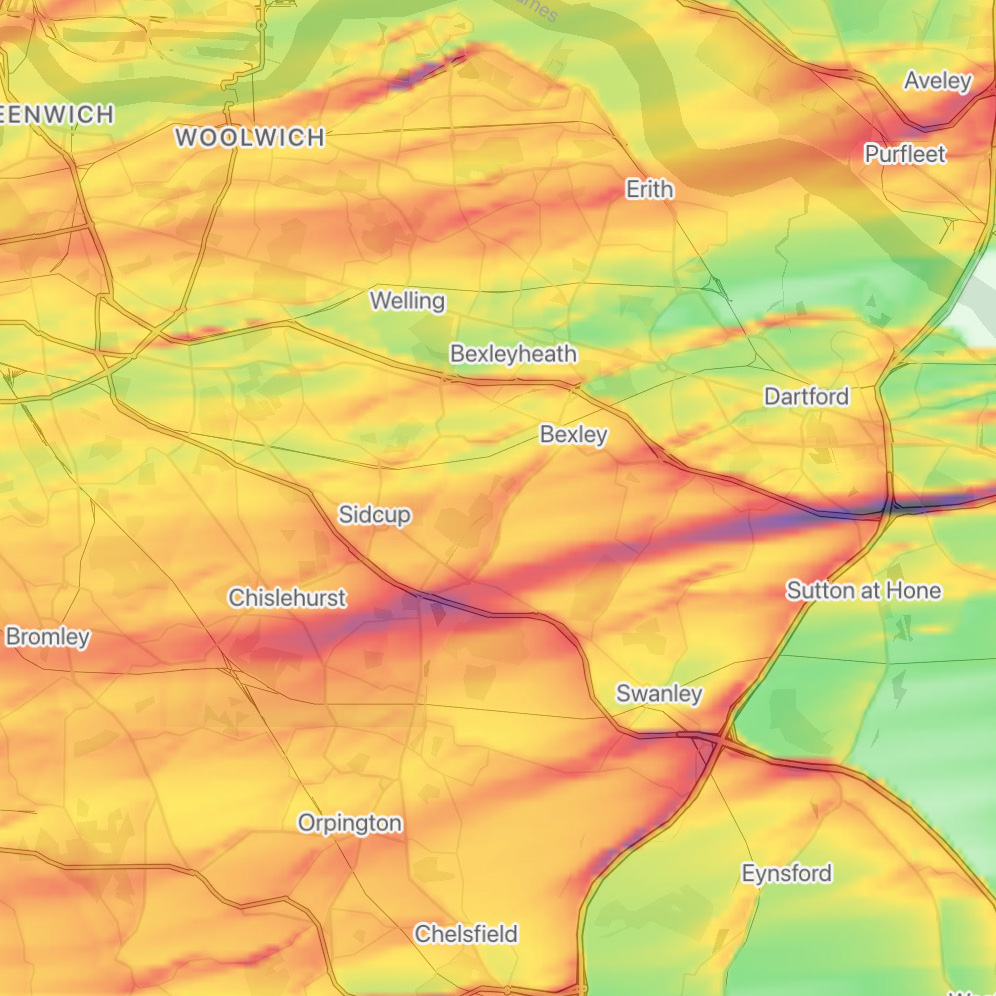 Aveley
EENWICH
WOOLWICH
Purfleet
Erith
Welling
Bexleyheath
Dartford
Bexley
Sidcup
Sutton at Hone
Chislehurst
Bromley
Swanley
Orpington
Eynsford
Chelsfield